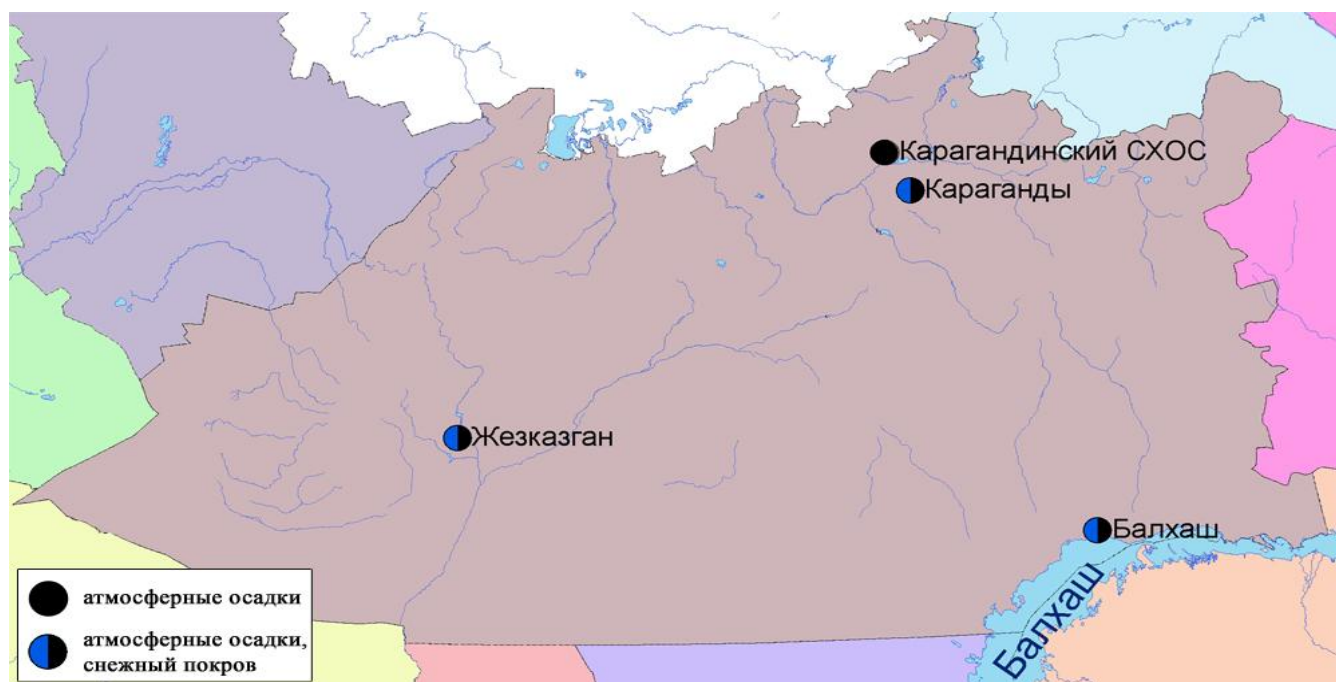 Карагандинский СХОС
Караганды
Жезказган
Балхаш
Балхаш
атмосферные осадки
атмосферные осадки,
снежный покров